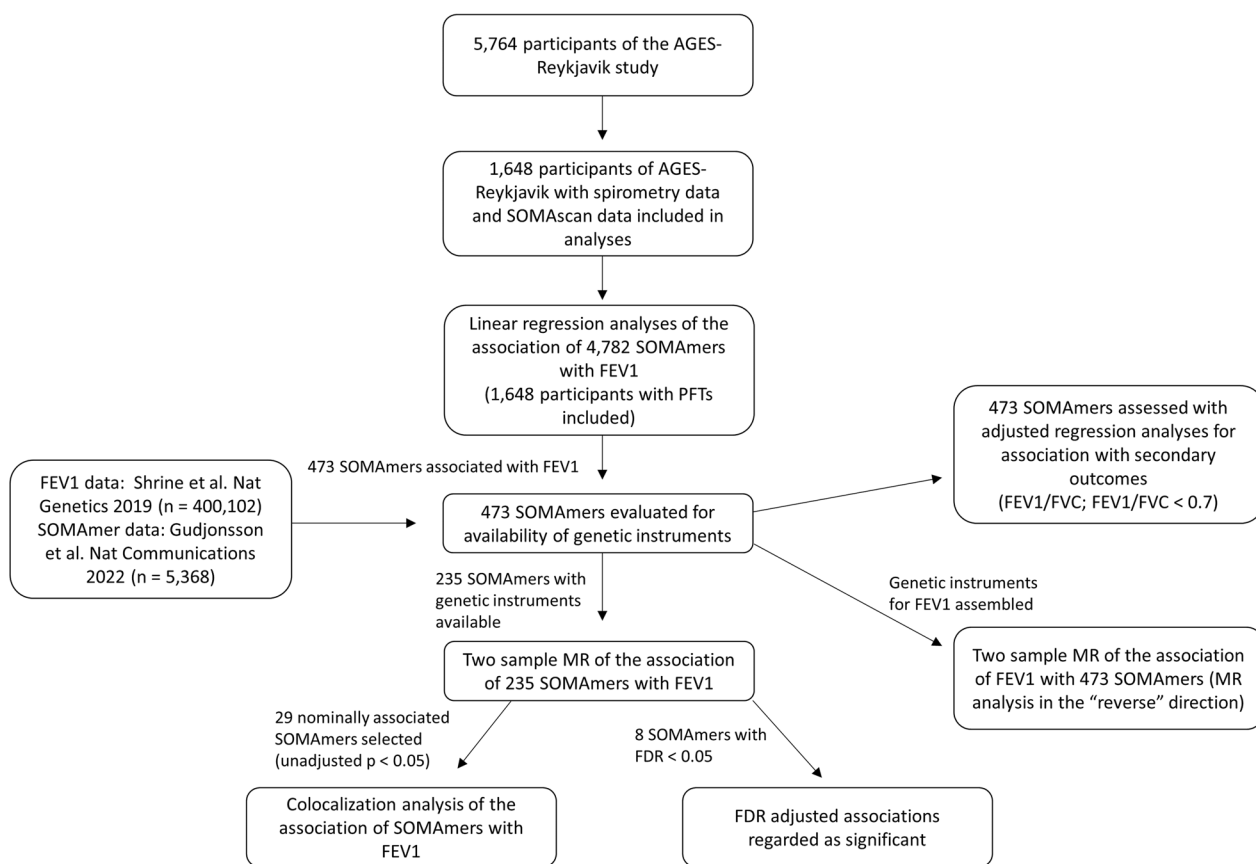 5,764 participants of the AGES-
Reykjavik study
1,648 participants of AGES-
Reykjavik with spirometry data
and SOMAscan data included in
analyses
Linear regression analyses of the
association of 4,782 SOMAmers
with FEV1
(1,648 participants with PFTs
included)
473 SOMAmers associated with FEV1
473 SOMAmers assessed with
adjusted regression analyses for
association with secondary
outcomes
(FEV1/FVC; FEV1/FVC < 0.7)
FEV1 data:  Shrine et al. Nat
Genetics 2019 (n = 400,102)
SOMAmer data: Gudjonsson
et al. Nat Communications
2022 (n = 5,368)
473 SOMAmers evaluated for
availability of genetic instruments
235 SOMAmers with
genetic instruments
available
Genetic instruments
for FEV1 assembled
Two sample MR of the association
of 235 SOMAmers with FEV1
Two sample MR of the association
of FEV1 with 473 SOMAmers (MR
analysis in the “reverse” direction)
29 nominally associated
SOMAmers selected
(unadjusted p < 0.05)
8 SOMAmers with
FDR < 0.05
Colocalization analysis of the
association of SOMAmers with
FEV1
FDR adjusted associations
regarded as significant